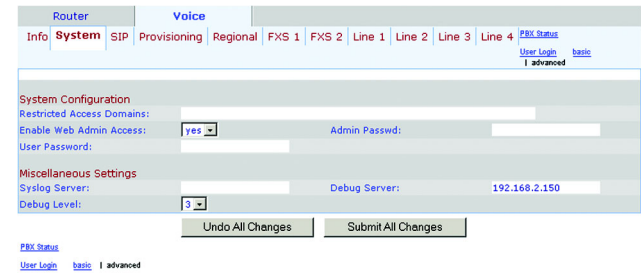 Router Voice
Info System SIP Provisioning Regional FXS 1 FXS 2 Line 1 Line 2 Line 3 Line 4 PBX Status
User Login basic | advanced
System Configuration
Restricted Access Domains:
Enable Web Admin Access: yes Admin Passwd:
User Password:
Miscellaneous Settings
Syslog Server: Debug Server: 192.168.2.150
Debug Level: 3
Undo All Changes Submit All Changes
PBX Status
User Login basic | advanced